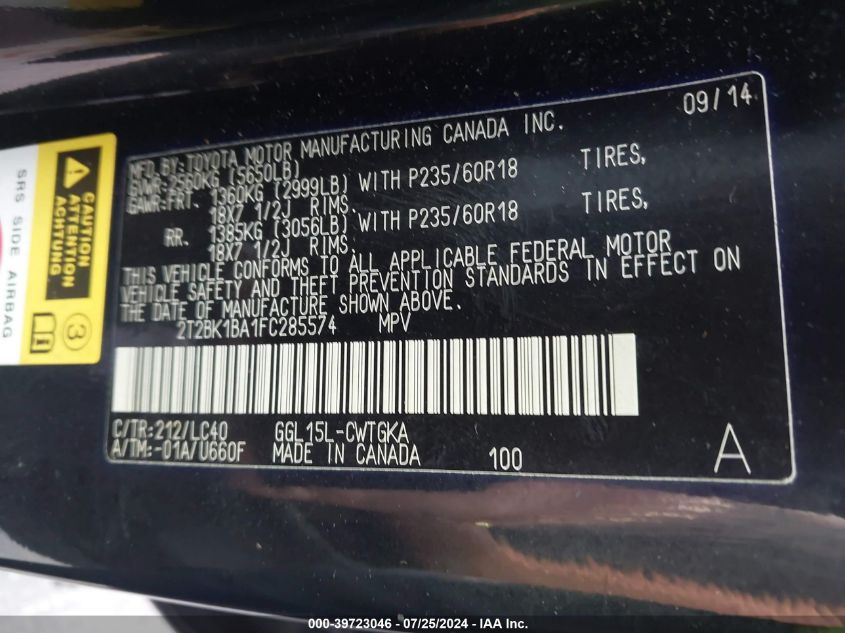 09/14
MFD. BY: TOYOTA MOTOR MANUFACTURING CANADA INC.
GVWR: 2560KG (5650LB)
GAWR: FRT. 1360KG (2999LB) WITH P235/60R18 TIRES,
18X7 1/2J RIMS.
RR. 1385KG (3056LB) WITH P235/60R18 TIRES,
18X7 1/2J RIMS.
THIS VEHICLE CONFORMS TO ALL APPLICABLE FEDERAL MOTOR
VEHICLE SAFETY AND THEFT PREVENTION STANDARDS IN EFFECT ON
THE DATE OF MANUFACTURE SHOWN ABOVE.
2T2BK1BA1FC285574 MPV
C/TR: 212/LC40 GGL15L-CWTGKA
A/TM: -01A/U660F MADE IN CANADA 100 A
SRS SIDE AIRBAG
CAUTION
ATTENTION
ACHTUNG
3
000-39723046 - 07/25/2024 - IAA Inc.